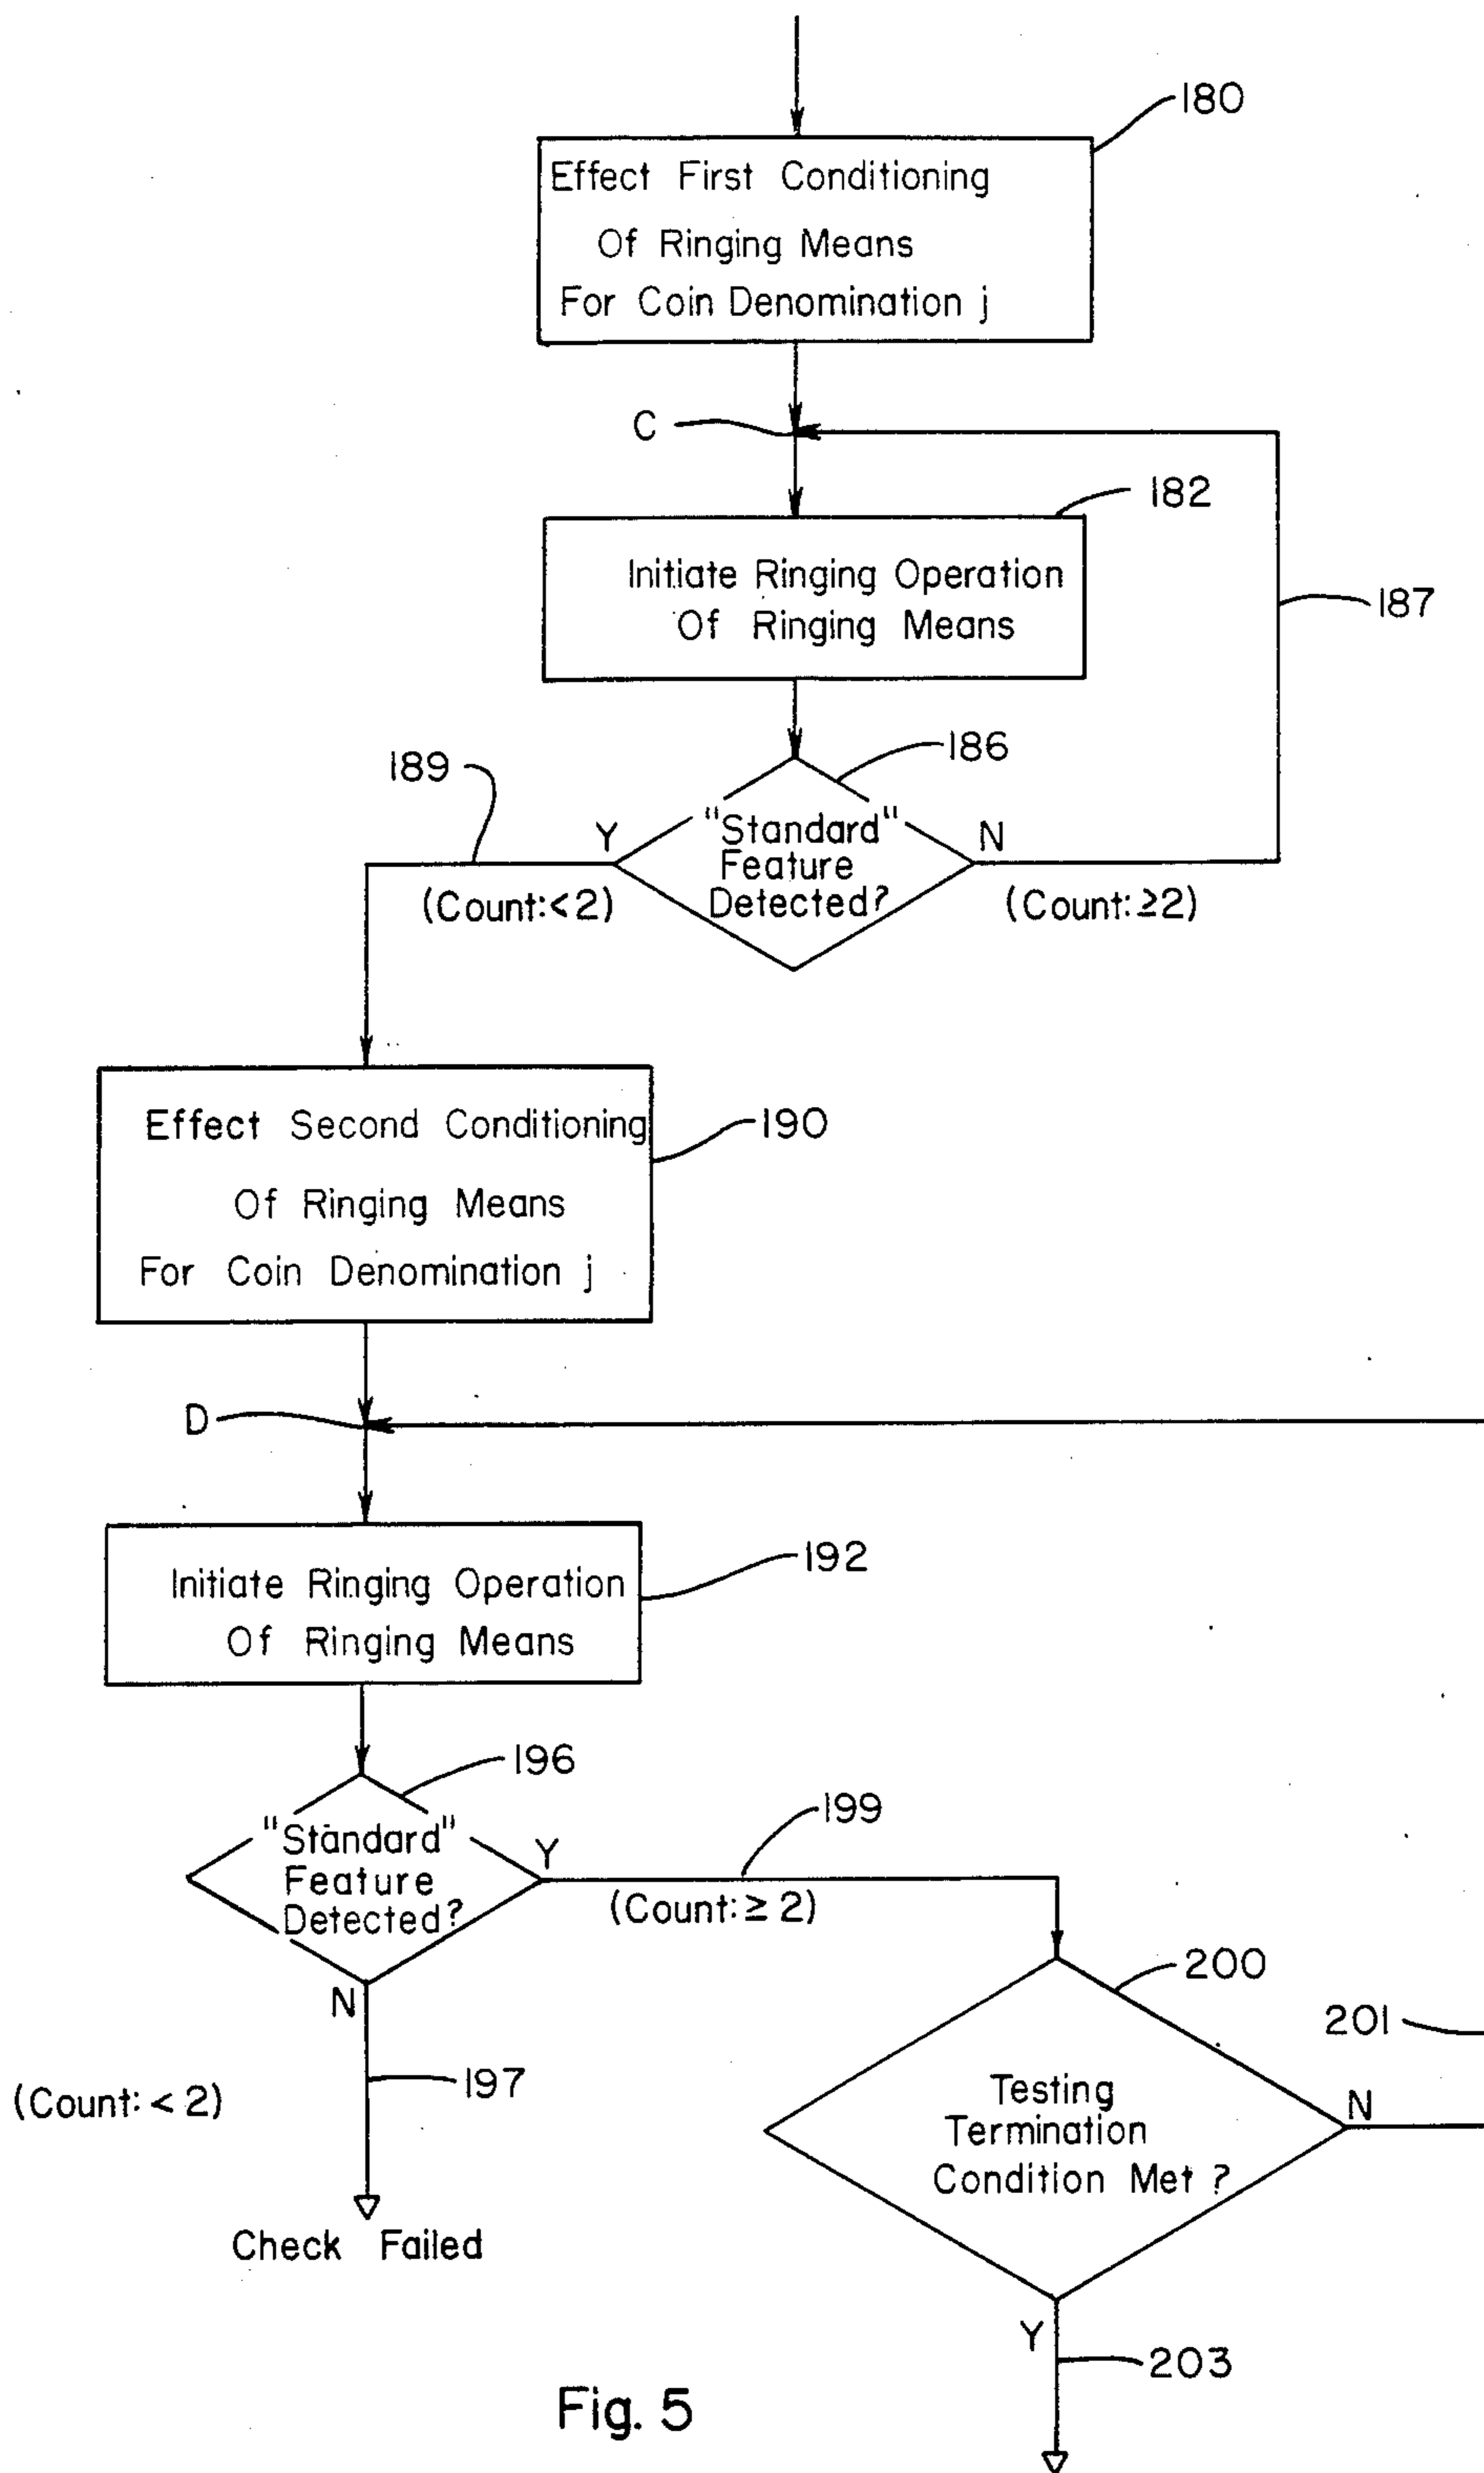 180
Effect First Conditioning
Of Ringing Means
For Coin Denomination j
C
182
Initiate Ringing Operation
Of Ringing Means
187
186
189
Y
"Standard"
Feature
Detected?
N
(Count:<2)
(Count:≥2)
Effect Second Conditioning
Of Ringing Means
For Coin Denomination j
190
D
192
Initiate Ringing Operation
Of Ringing Means
196
"Standard"
Feature
Detected?
Y
199
(Count:≥ 2)
N
197
(Count:< 2)
Check Failed
200
201
Testing
Termination
Condition Met ?
N
Y
203
Fig. 5